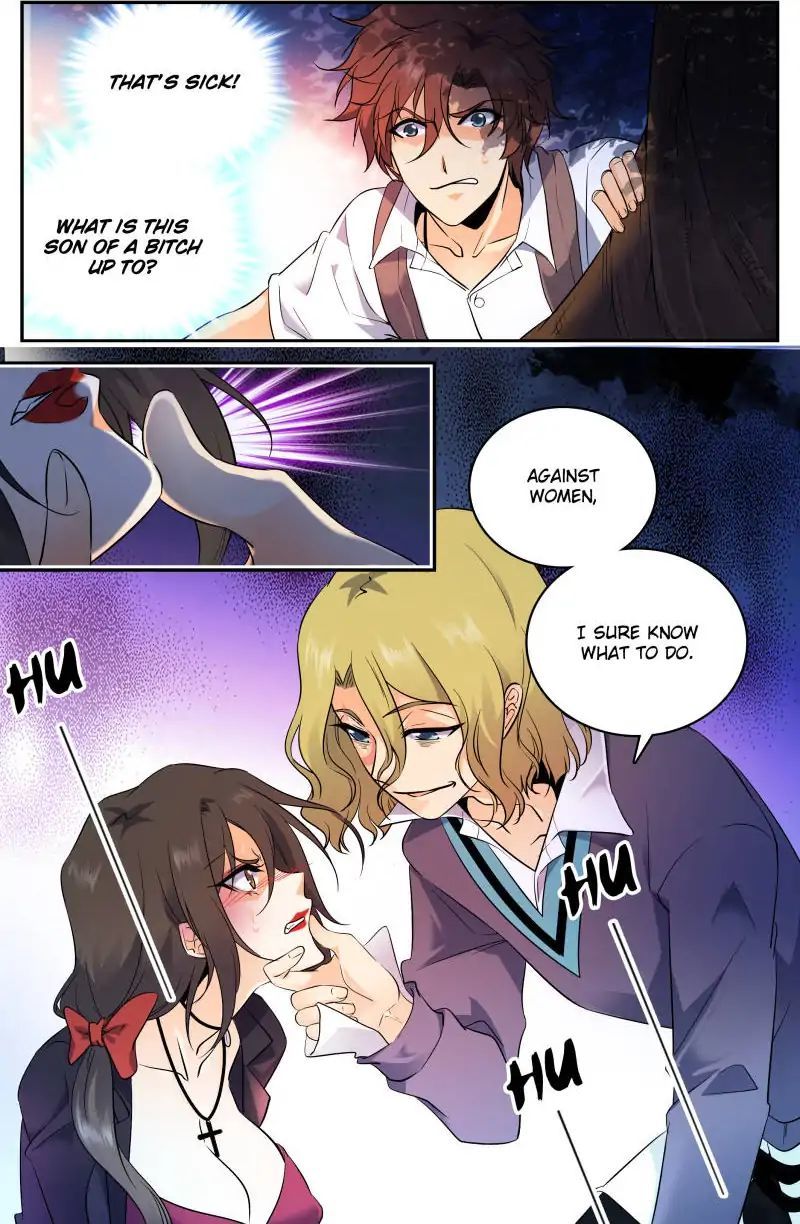 THAT'S SICK!
WHAT IS THIS
SON OF A BITCH
UP TO?
AGAINST
WOMEN,
I SURE KNOW
WHAT TO DO.
HU
HU
HU